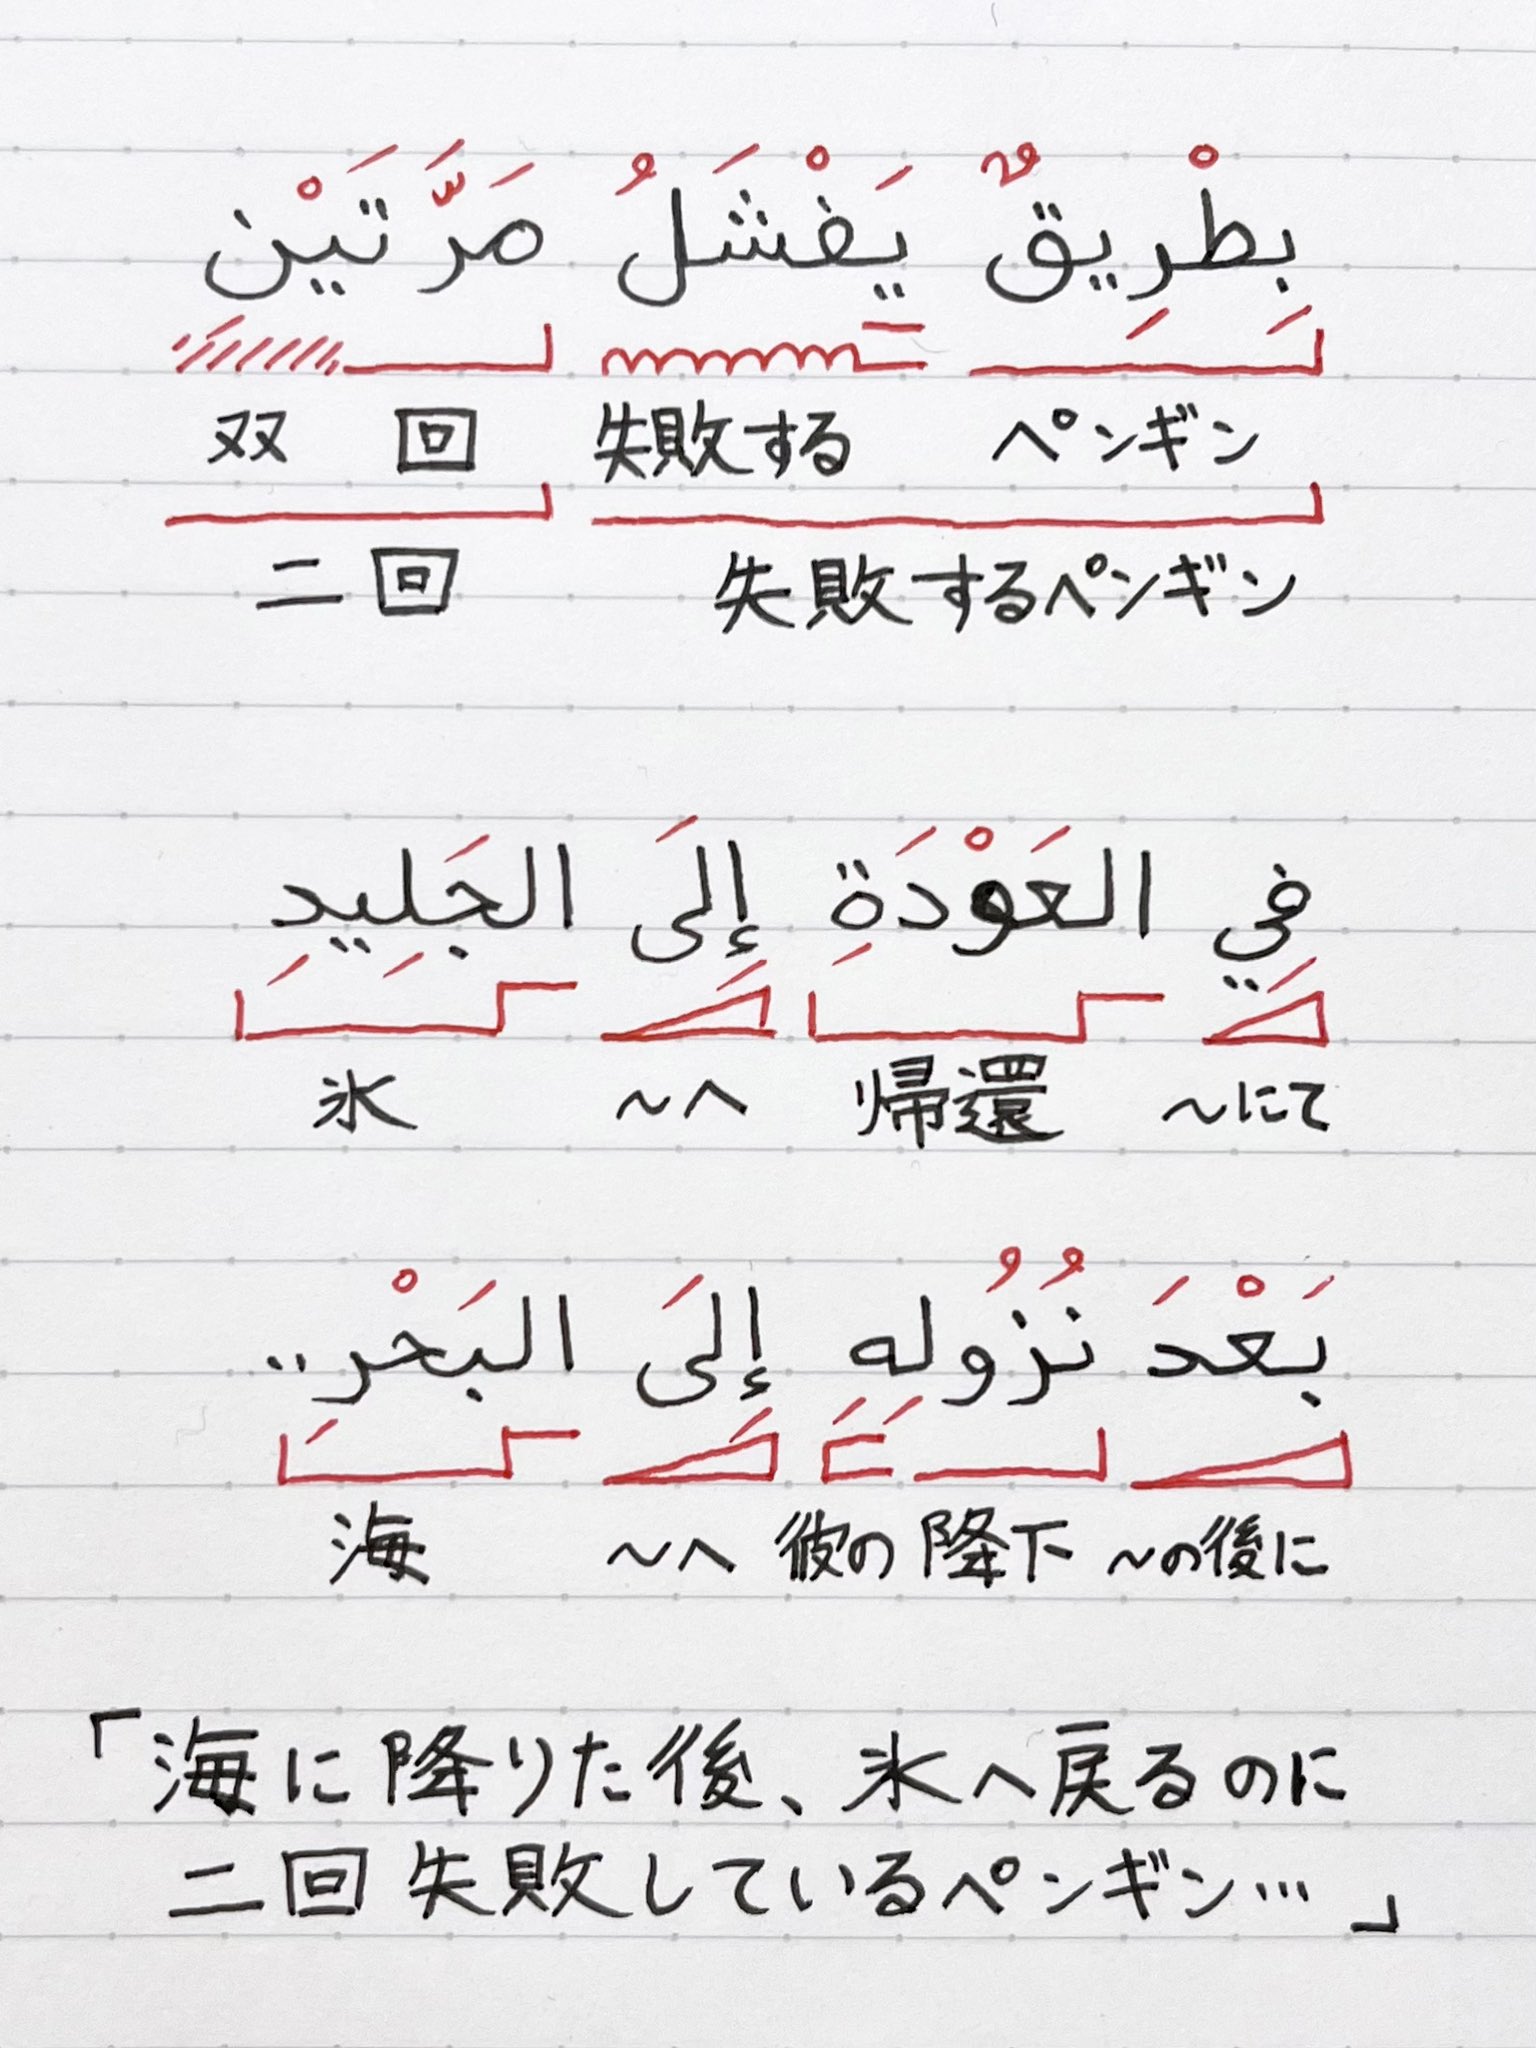 بِطْرِيقٌ يَفْشَلُ مَرَّتَيْنِ
双 回 失敗する ペンギン
二回 失敗するペンギン
فِي العَوْدَةِ إِلَى الجَلِيدِ
氷 〜へ 帰還 〜にて
بَعْدَ نُزُولِهِ إِلَى البَحْرِ..
海 〜へ 彼の 降下 〜の後に
「海に降りた後、氷へ戻るのに
二回失敗しているペンギン…」